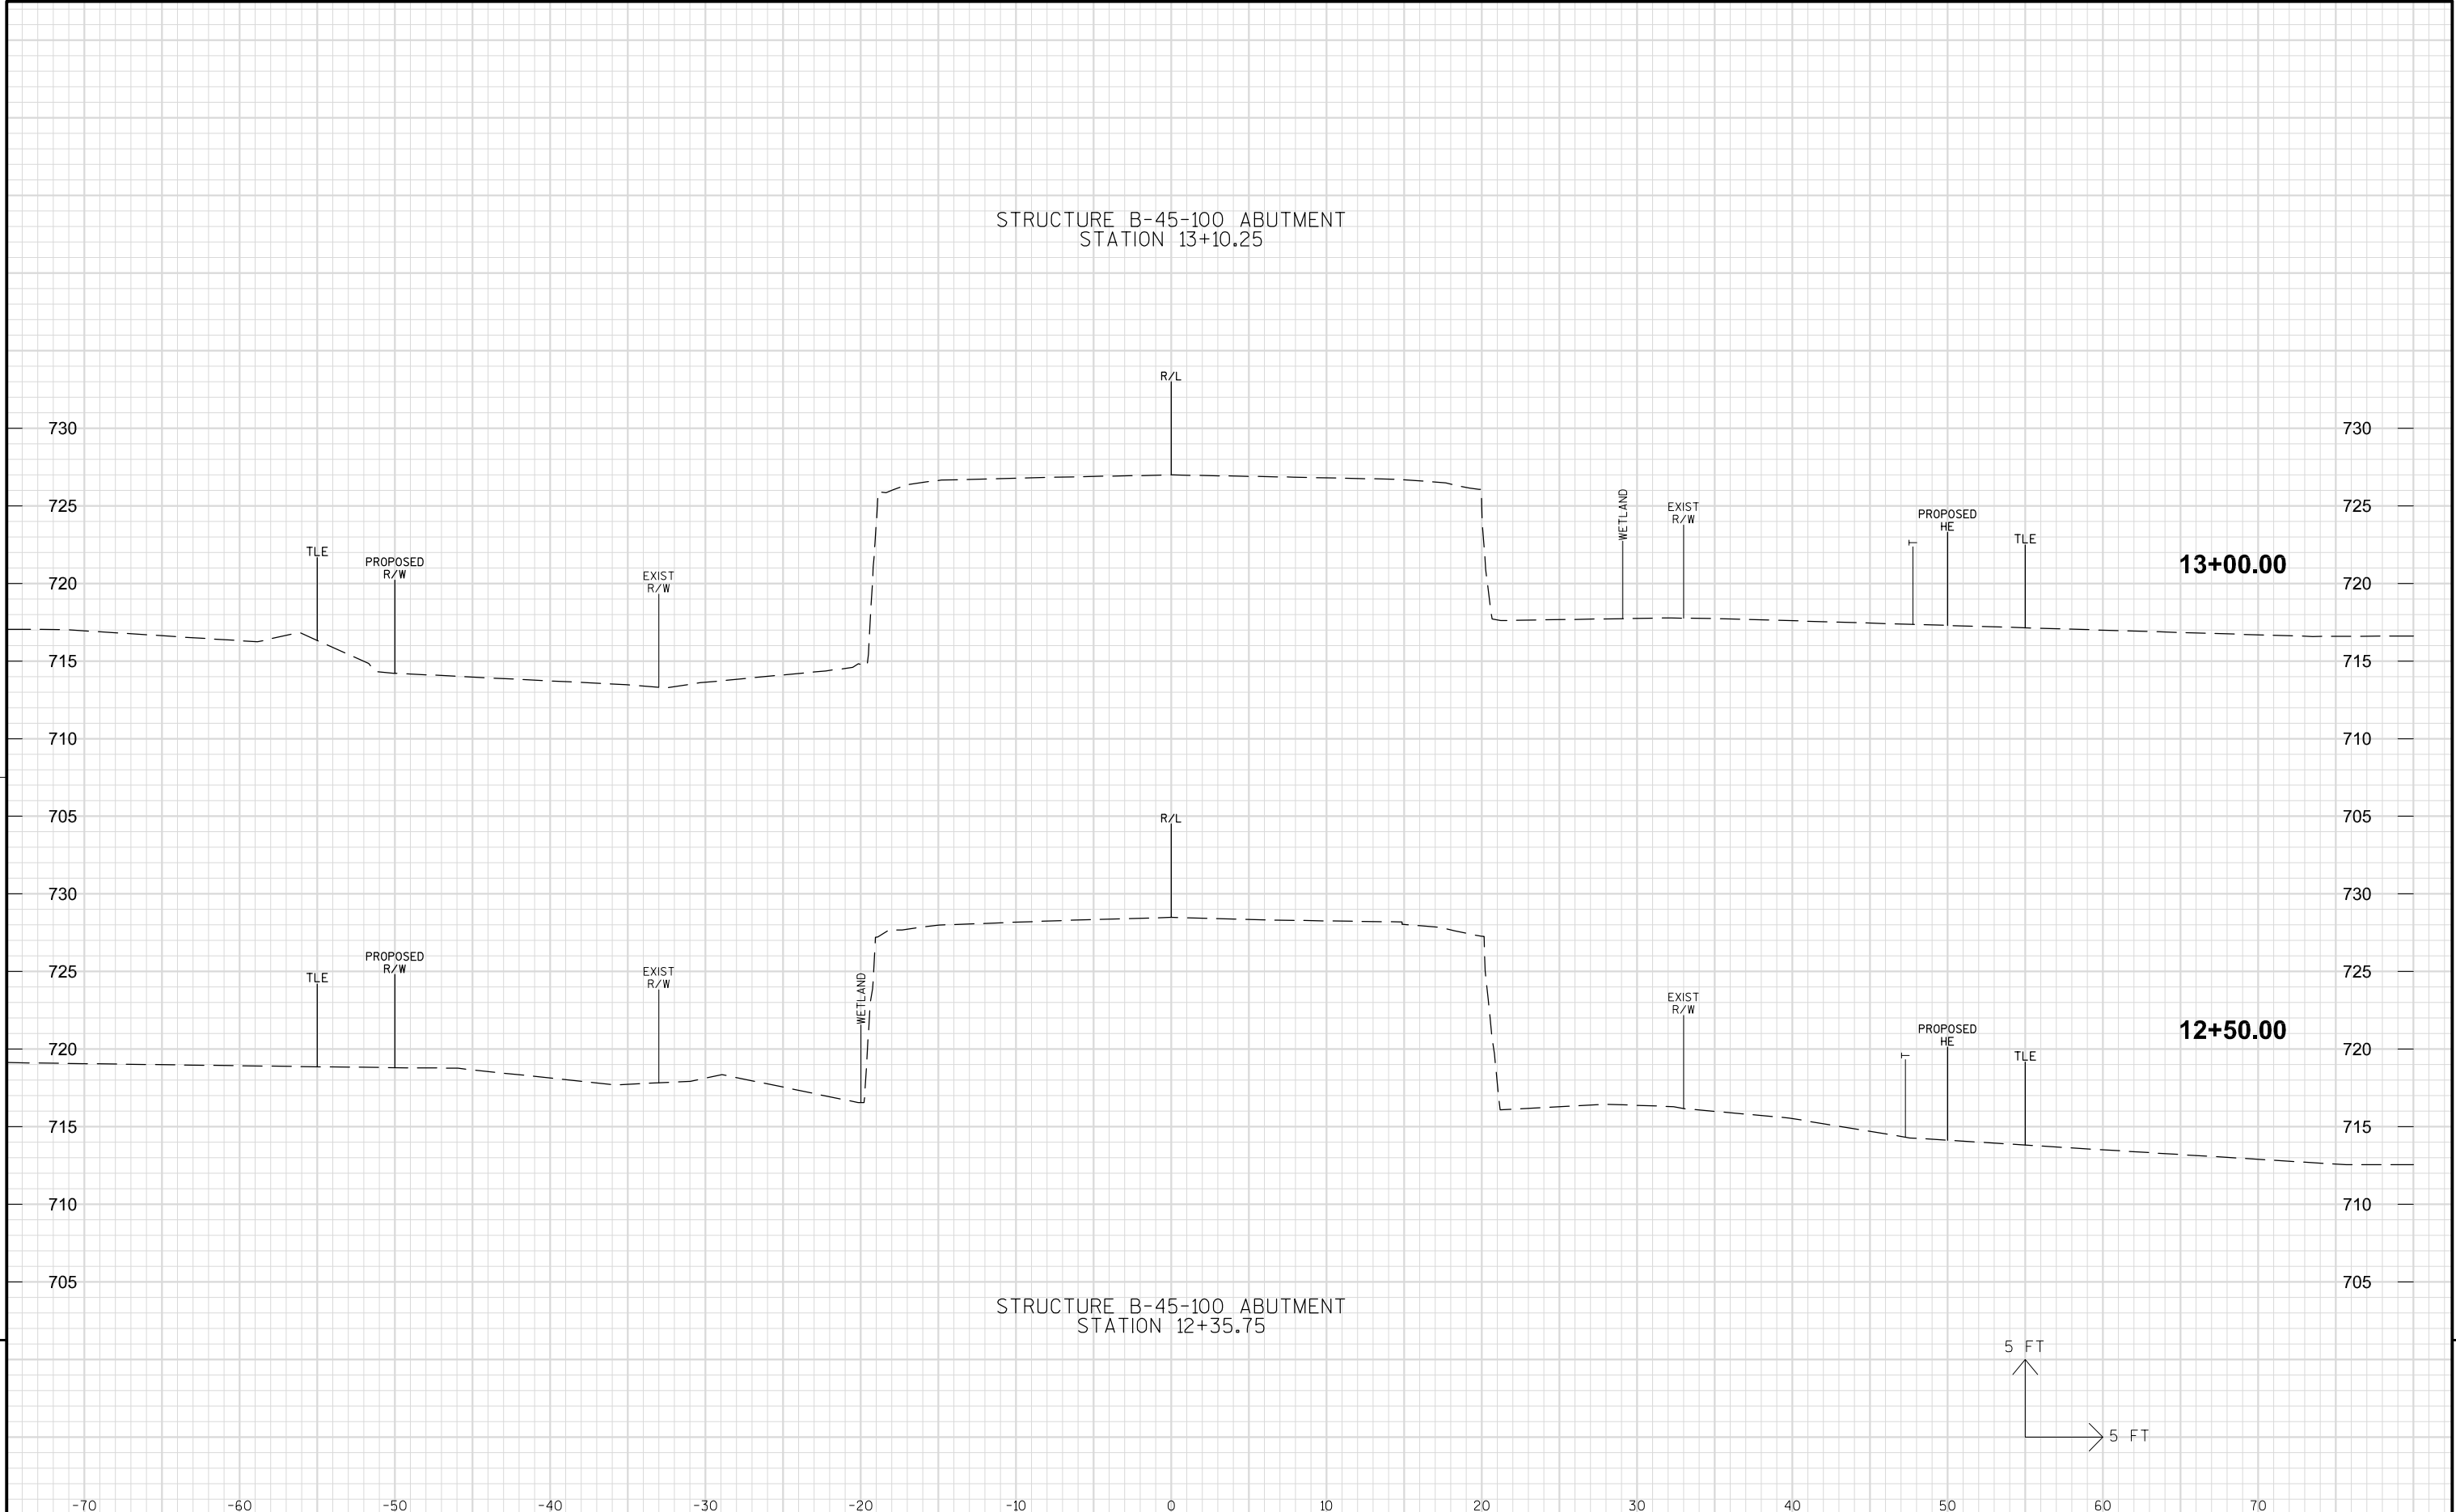 STRUCTURE B-45-100 ABUTMENT
STATION 13+10.25
R/L
730
730
725
725
WETLAND
EXIST
R/W
PROPOSED
HE
T
TLE
TLE
PROPOSED
R/W
EXIST
R/W
13+00.00
720
720
715
715
710
710
705
705
R/L
730
730
725
725
TLE
PROPOSED
R/W
EXIST
R/W
WETLAND
EXIST
R/W
PROPOSED
HE
T
TLE
12+50.00
720
720
715
715
710
710
705
705
STRUCTURE B-45-100 ABUTMENT
STATION 12+35.75
5 FT
5 FT
-70 -60 -50 -40 -30 -20 -10 0 10 20 30 40 50 60 70